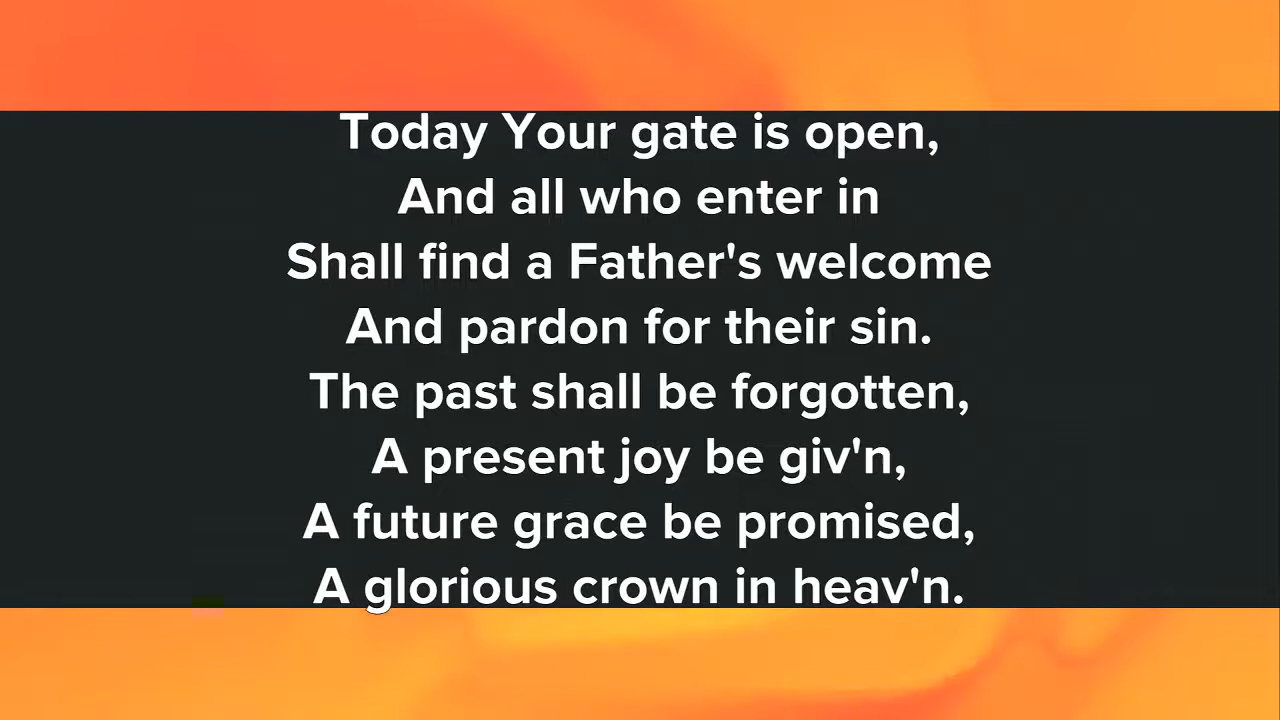 Today Your gate is open,
And all who enter in
Shall find a Father's welcome
And pardon for their sin.
The past shall be forgotten,
A present joy be giv'n,
A future grace be promised,
A glorious crown in heav'n.